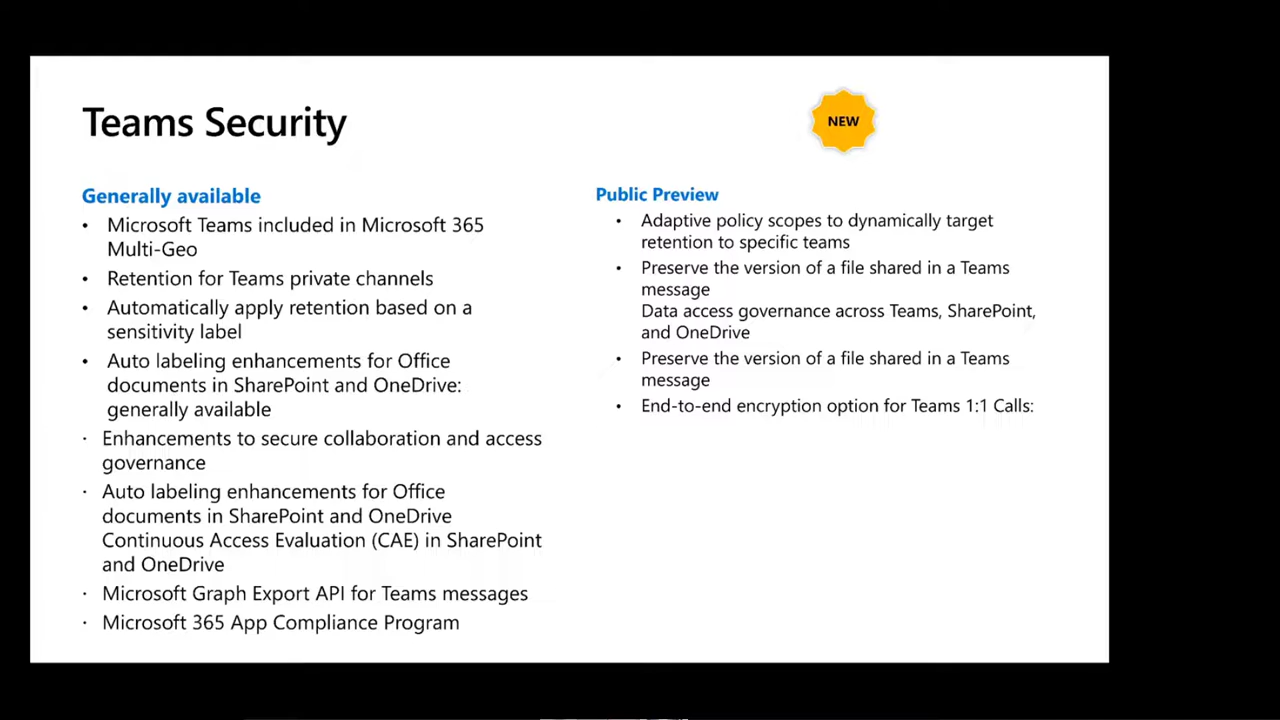 Teams Security
NEW
Generally available
• Microsoft Teams included in Microsoft 365
Multi-Geo
• Retention for Teams private channels
• Automatically apply retention based on a
sensitivity label
• Auto labeling enhancements for Office
documents in SharePoint and OneDrive:
generally available
· Enhancements to secure collaboration and access
governance
· Auto labeling enhancements for Office
documents in SharePoint and OneDrive
Continuous Access Evaluation (CAE) in SharePoint
and OneDrive
· Microsoft Graph Export API for Teams messages
· Microsoft 365 App Compliance Program
Public Preview
• Adaptive policy scopes to dynamically target
retention to specific teams
• Preserve the version of a file shared in a Teams
message
Data access governance across Teams, SharePoint,
and OneDrive
• Preserve the version of a file shared in a Teams
message
• End-to-end encryption option for Teams 1:1 Calls: